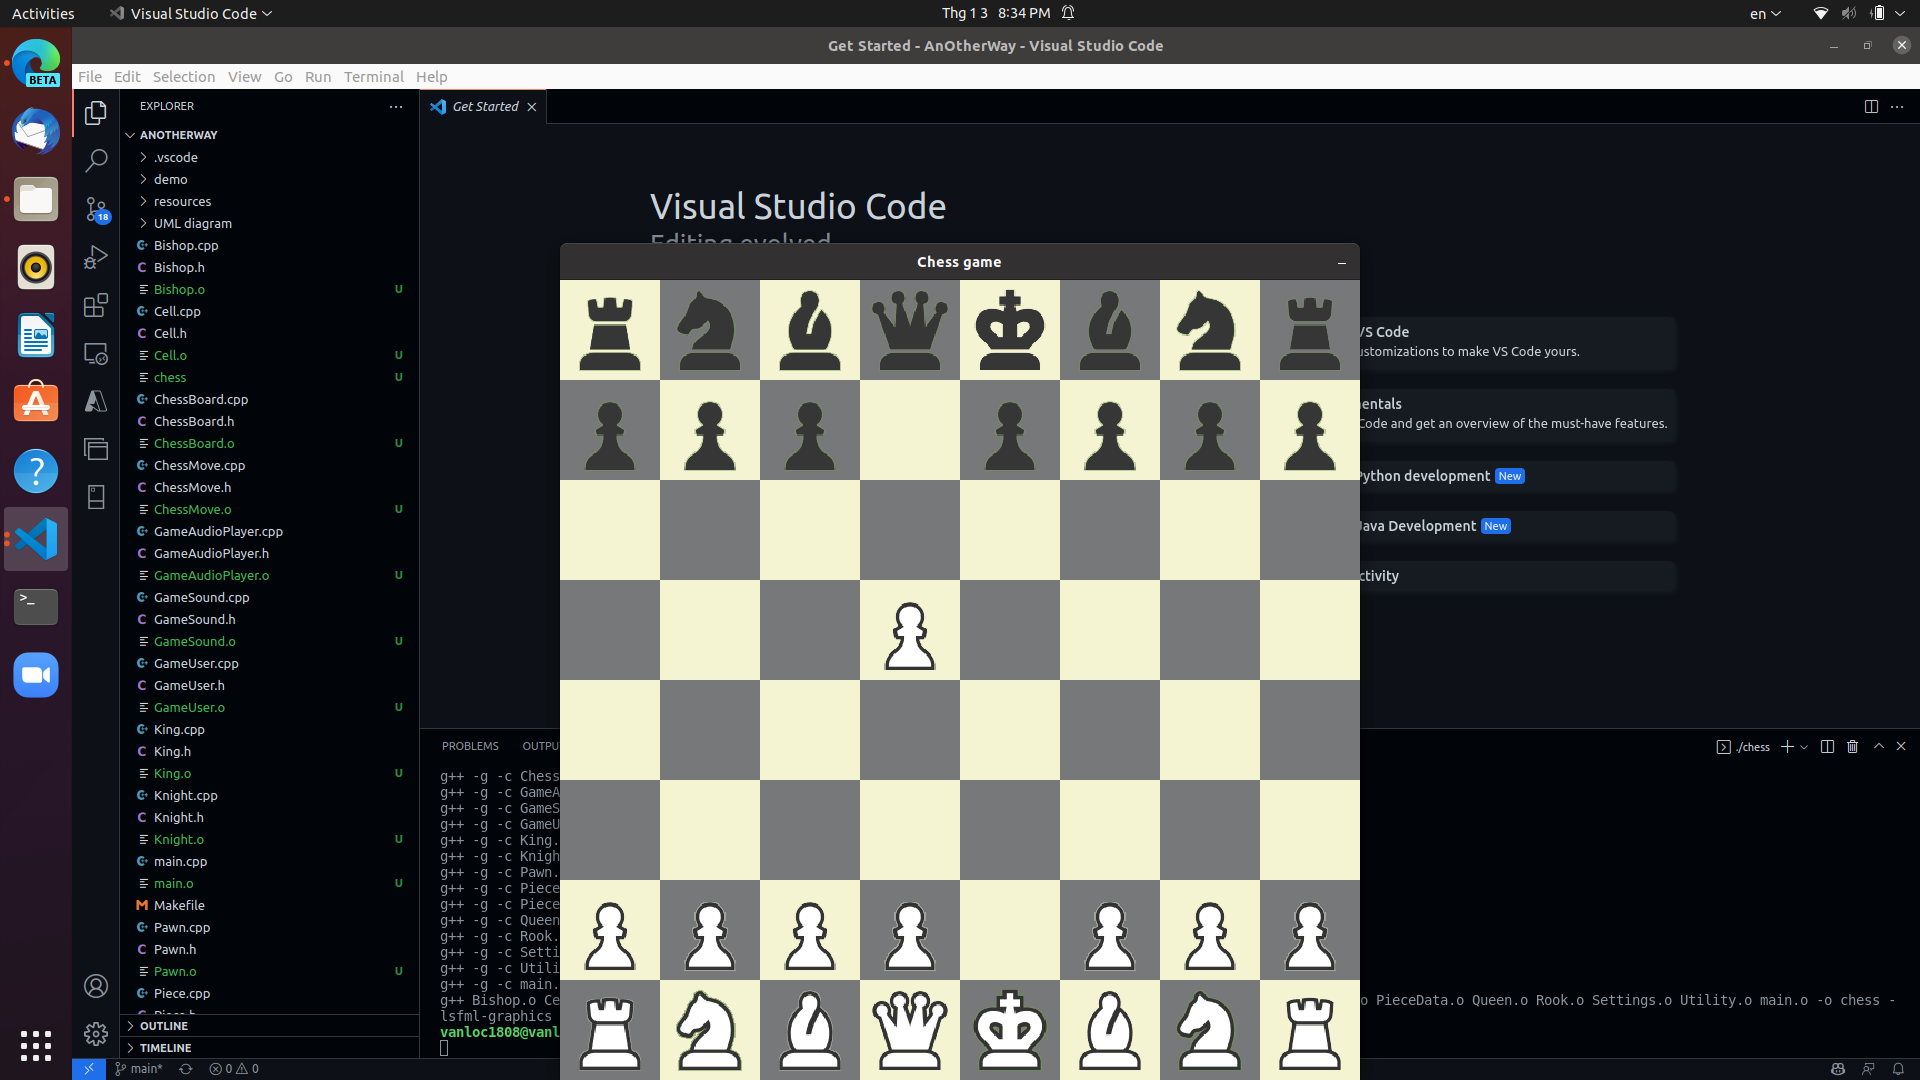 Activities
Visual Studio Code
Thg 1 3 8:34 PM
en
BETA
Get Started - AnOtherWay - Visual Studio Code
File Edit Selection View Go Run Terminal Help
EXPLORER
Get Started
ANOTHERWAY
.vscode
demo
resources
UML diagram
Bishop.cpp
Bishop.h
Bishop.o U
Cell.cpp
Cell.h
Cell.o U
chess U
ChessBoard.cpp
ChessBoard.h
ChessBoard.o U
ChessMove.cpp
ChessMove.h
ChessMove.o U
GameAudioPlayer.cpp
GameAudioPlayer.h
GameAudioPlayer.o U
GameSound.cpp
GameSound.h
GameSound.o U
GameUser.cpp
GameUser.h
GameUser.o U
King.cpp
King.h
King.o U
Knight.cpp
Knight.h
Knight.o U
main.cpp
main.o U
Makefile
Pawn.cpp
Pawn.h
Pawn.o U
Piece.cpp
OUTLINE
TIMELINE
18
Visual Studio Code
Editing evolved
Chess game
VS Code
ustomizations to make VS Code yours.
entals
Code and get an overview of the must-have features.
Python development New
Java Development New
ctivity
PROBLEMS OUTPU
./chess
g++ -g -c Chess
g++ -g -c GameA
g++ -g -c GameS
g++ -g -c GameU
g++ -g -c King.
g++ -g -c Knigh
g++ -g -c Pawn.
g++ -g -c Piece
g++ -g -c Piece
g++ -g -c Queen
g++ -g -c Rook.
g++ -g -c Setti
g++ -g -c Utili
g++ -g -c main.
g++ Bishop.o Ce
o PieceData.o Queen.o Rook.o Settings.o Utility.o main.o -o chess -
lsfml-graphics
vanloc1808@vanl
main* 0 0